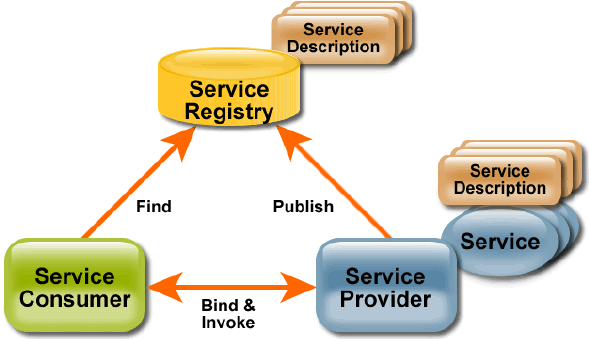 Service
Description
Service
Registry
Find
Publish
Service
Description
Service
Service
Consumer
Bind &
Invoke
Service
Provider